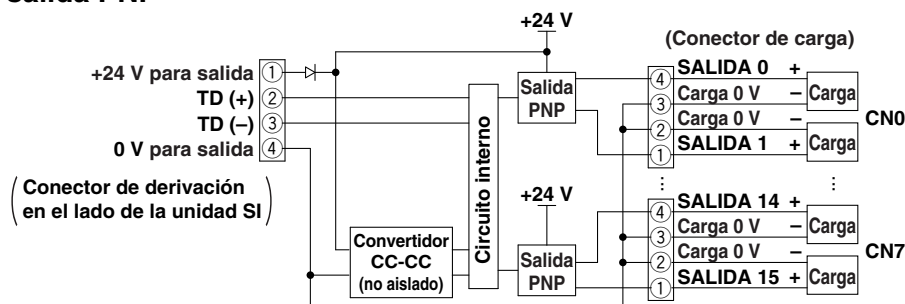 +24 V
(Conector de carga)
+24 V para salida 1
TD (+) 2
TD (–) 3
0 V para salida 4
(Conector de derivación
en el lado de la unidad SI)
Circuito interno
Salida
PNP
4 SALIDA 0 +
3 Carga 0 V –
Carga
2 Carga 0 V –
1 SALIDA 1 +
Carga
CN0
+24 V
Convertidor
CC-CC
(no aislado)
Salida
PNP
4 SALIDA 14 +
3 Carga 0 V –
Carga
2 Carga 0 V –
1 SALIDA 15 +
Carga
CN7